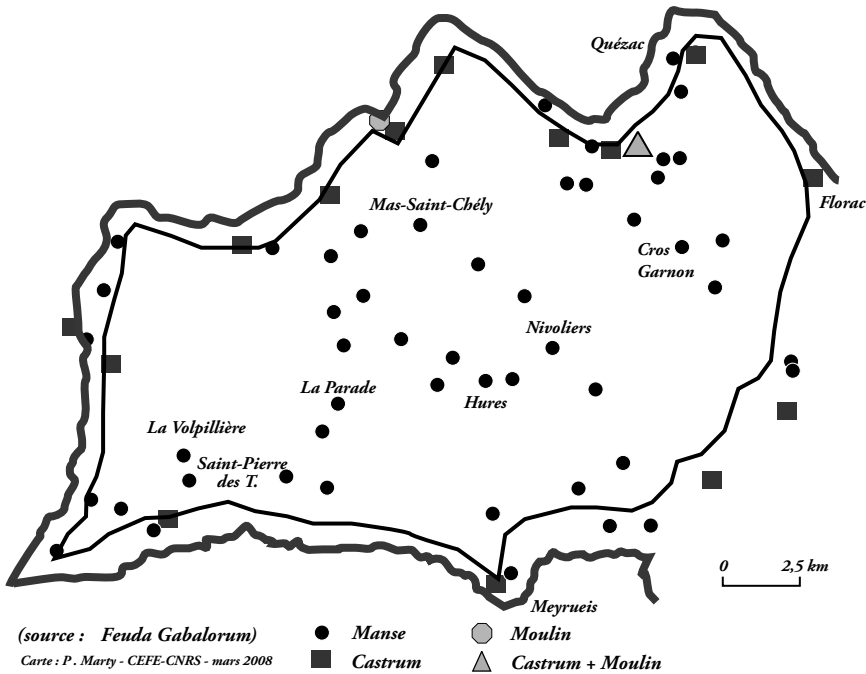 Quézac
Mas-Saint-Chély
Florac
Cros
Garnon
Nivoliers
La Parade
Hures
La Volpillière
Saint-Pierre
des T.
0 2,5 km
Meyrueis
(source : Feuda Gabalorum)
Manse
Moulin
Carte : P . Marty - CEFE-CNRS - mars 2008
Castrum
Castrum + Moulin